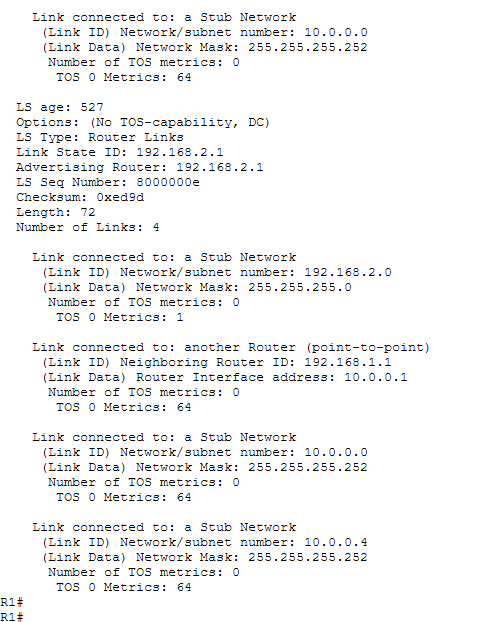 Link connected to: a Stub Network
(Link ID) Network/subnet number: 10.0.0.0
(Link Data) Network Mask: 255.255.255.252
Number of TOS metrics: 0
TOS 0 Metrics: 64
LS age: 527
Options: (No TOS-capability, DC)
LS Type: Router Links
Link State ID: 192.168.2.1
Advertising Router: 192.168.2.1
LS Seq Number: 8000000e
Checksum: 0xed9d
Length: 72
Number of Links: 4
Link connected to: a Stub Network
(Link ID) Network/subnet number: 192.168.2.0
(Link Data) Network Mask: 255.255.255.0
Number of TOS metrics: 0
TOS 0 Metrics: 1
Link connected to: another Router (point-to-point)
(Link ID) Neighboring Router ID: 192.168.1.1
(Link Data) Router Interface address: 10.0.0.1
Number of TOS metrics: 0
TOS 0 Metrics: 64
Link connected to: a Stub Network
(Link ID) Network/subnet number: 10.0.0.0
(Link Data) Network Mask: 255.255.255.252
Number of TOS metrics: 0
TOS 0 Metrics: 64
Link connected to: a Stub Network
(Link ID) Network/subnet number: 10.0.0.4
(Link Data) Network Mask: 255.255.255.252
Number of TOS metrics: 0
TOS 0 Metrics: 64
R1#
R1#